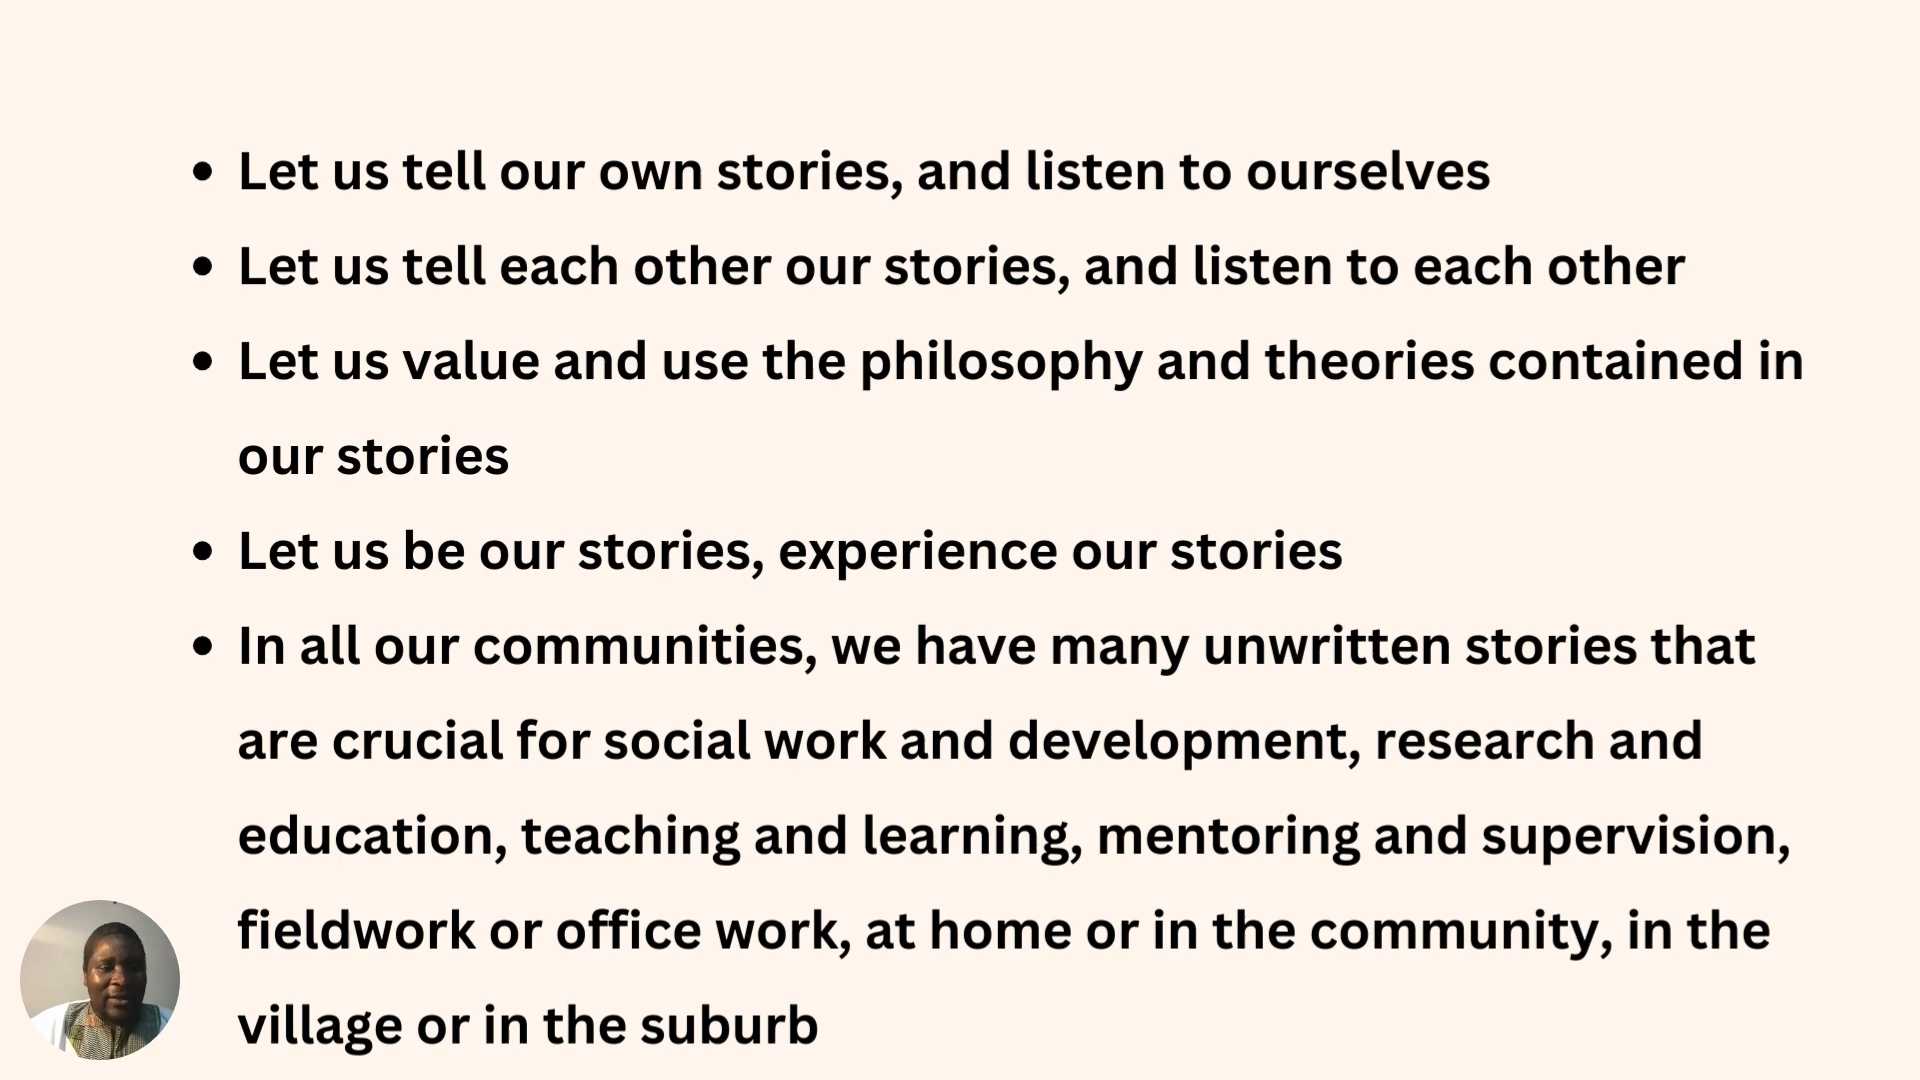 • Let us tell our own stories, and listen to ourselves
• Let us tell each other our stories, and listen to each other
• Let us value and use the philosophy and theories contained in
our stories
• Let us be our stories, experience our stories
• In all our communities, we have many unwritten stories that
are crucial for social work and development, research and
education, teaching and learning, mentoring and supervision,
fieldwork or office work, at home or in the community, in the
village or in the suburb